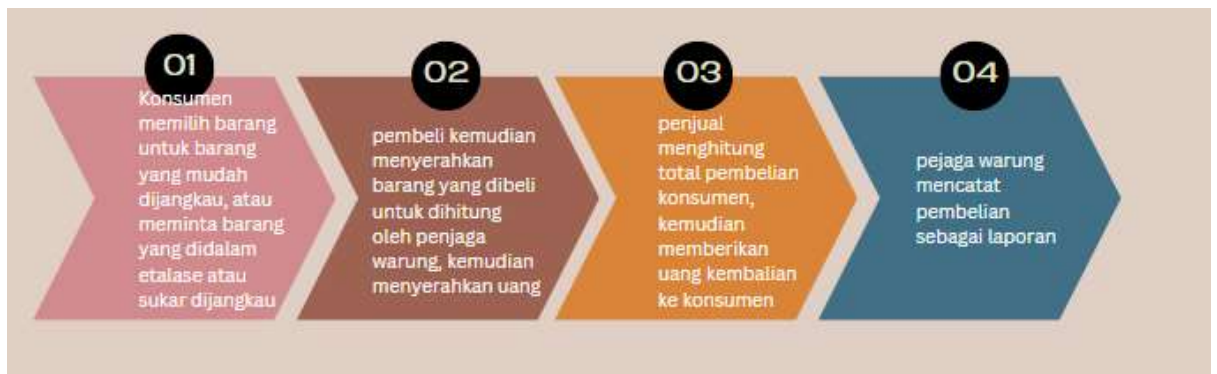 01
Konsumen
memilih barang
untuk barang
yang mudah
dijangkau, atau
meminta barang
yang didalam
etalase atau
sukar dijangkau
02
pembeli kemudian
menyerahkan
barang yang dibeli
untuk dihitung
oleh penjaga
warung, kemudian
menyerahkan uang
03
penjual
menghitung
total pembelian
konsumen,
kemudian
memberikan
uang kembalian
ke konsumen
04
pejaga warung
mencatat
pembelian
sebagai laporan